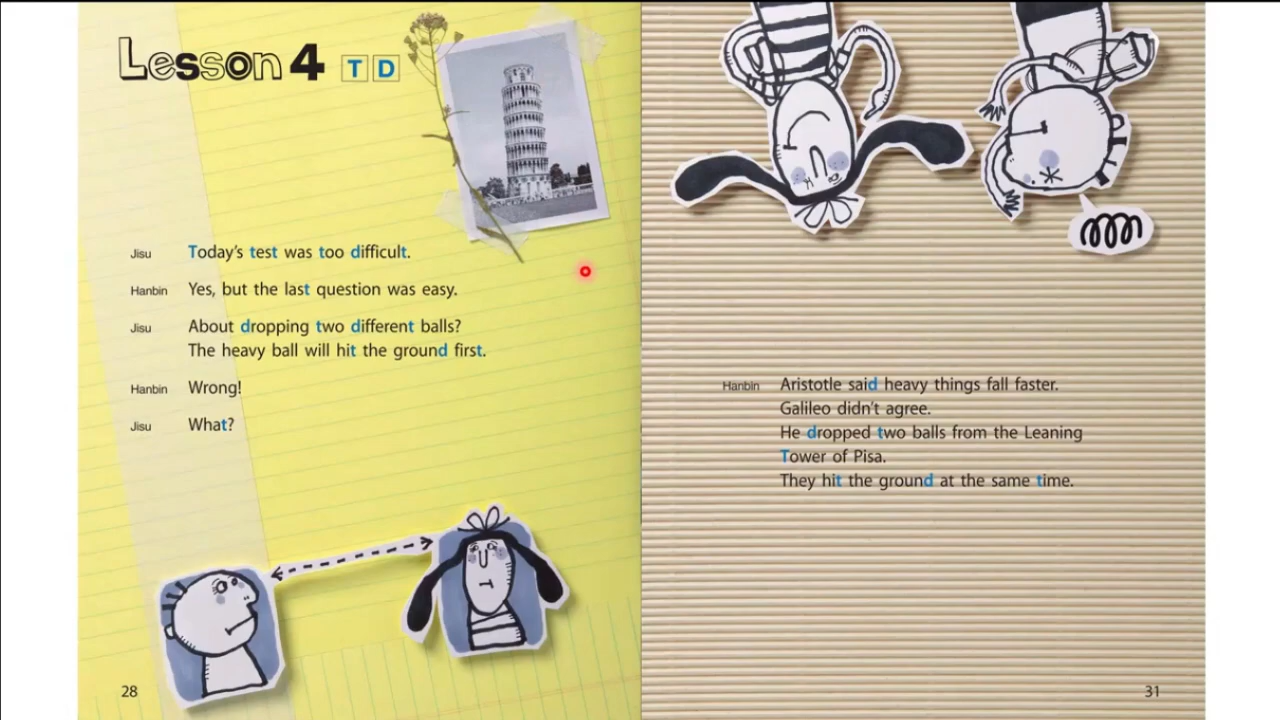 Lesson 4 T D
Jisu Today's test was too difficult.
Hanbin Yes, but the last question was easy.
Jisu About dropping two different balls?
The heavy ball will hit the ground first.
Hanbin Wrong!
Jisu What?
28
Hanbin Aristotle said heavy things fall faster.
Galileo didn't agree.
He dropped two balls from the Leaning
Tower of Pisa.
They hit the ground at the same time.
31